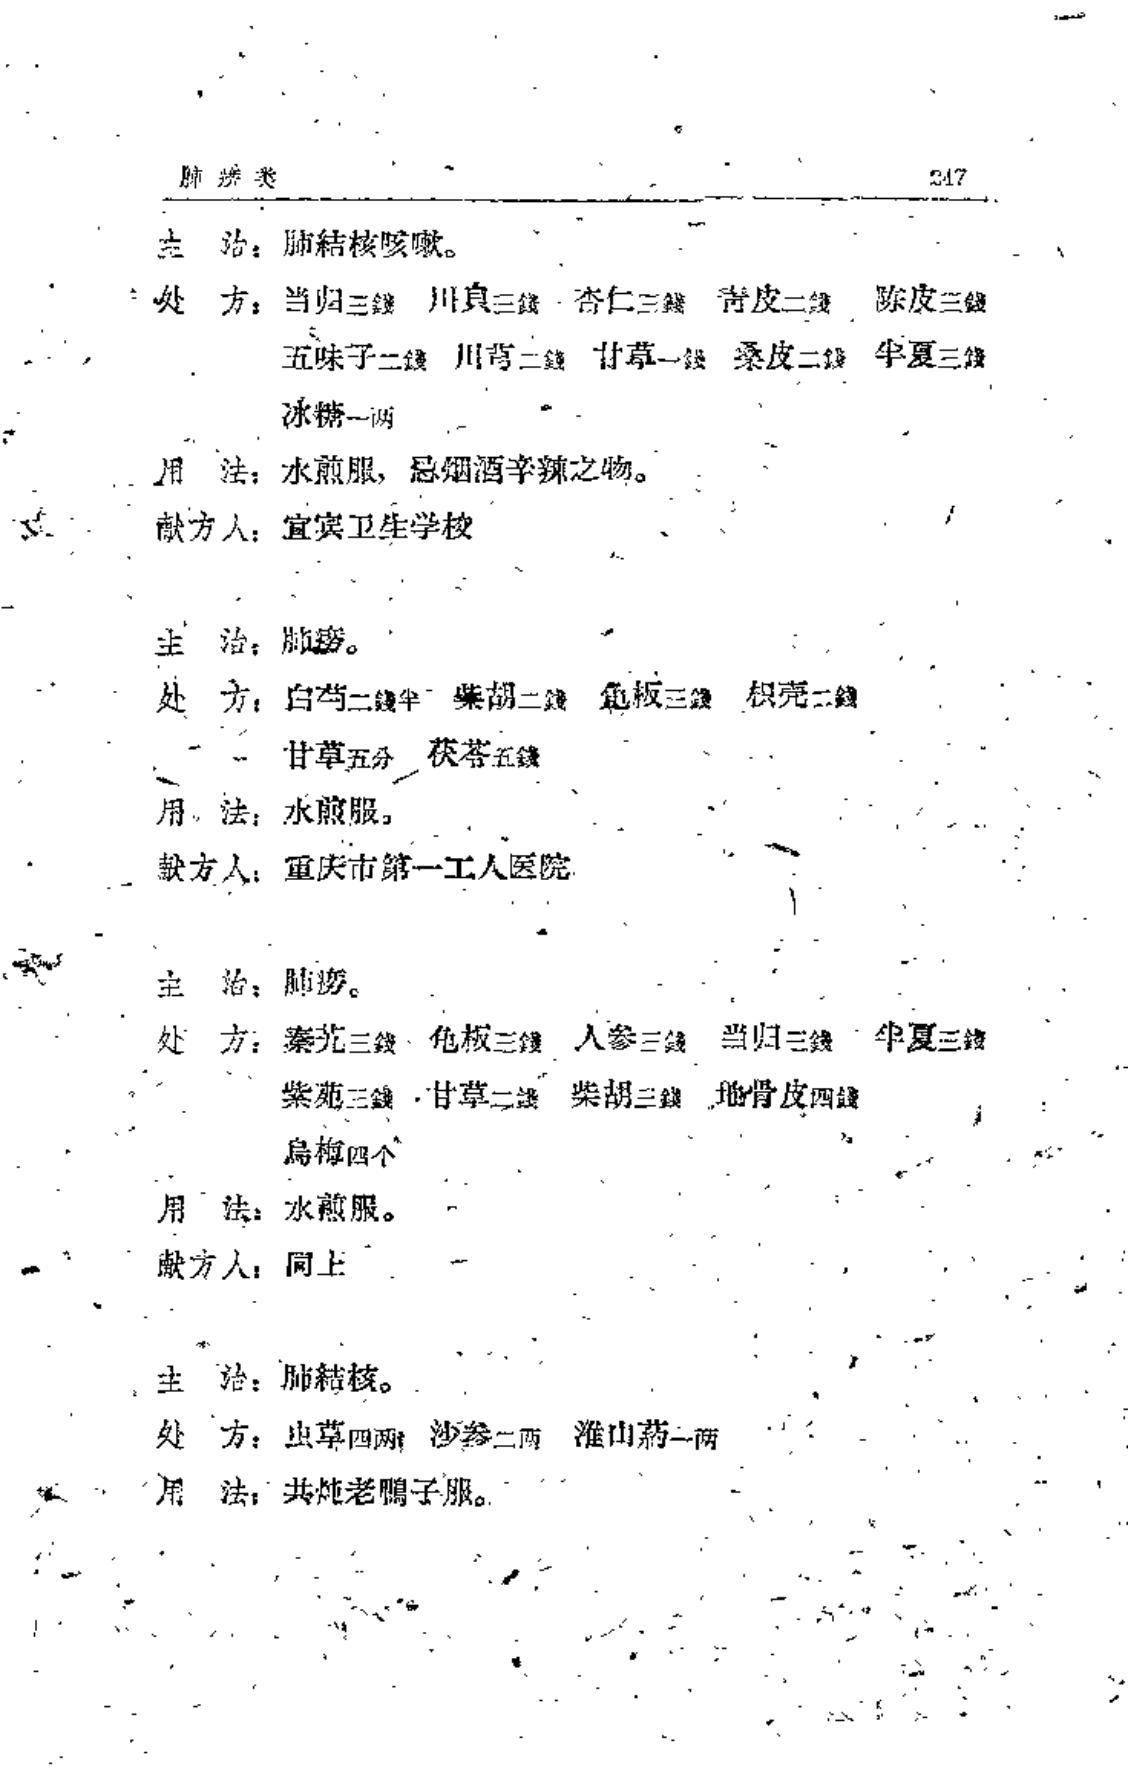 肺痨类 247
主 治：肺結核咳嗽。
处 方：当归三錢 川貝三錢 杏仁三錢 青皮二錢 陈皮三錢
五味子二錢 川芎二錢 甘草一錢 桑皮二錢 半夏三錢
冰糖一两
用 法：水煎服，忌烟酒辛辣之物。
献方人：宜宾卫生学校
主 治：肺痨。
处 方：白芍二錢半 柴胡二錢 龟板三錢 枳壳二錢
甘草五分 茯苓五錢
用 法：水煎服。
献方人：重庆市第一工人医院
主 治：肺痨。
处 方：秦艽三錢 龟板三錢 人参三錢 当归三錢 半夏三錢
紫菀三錢 甘草二錢 柴胡三錢 地骨皮四錢
烏梅四个
用 法：水煎服。
献方人：同上
主 治：肺結核。
处 方：虫草四两 沙参二两 淮山药一两
用 法：共炖老鴨子服。